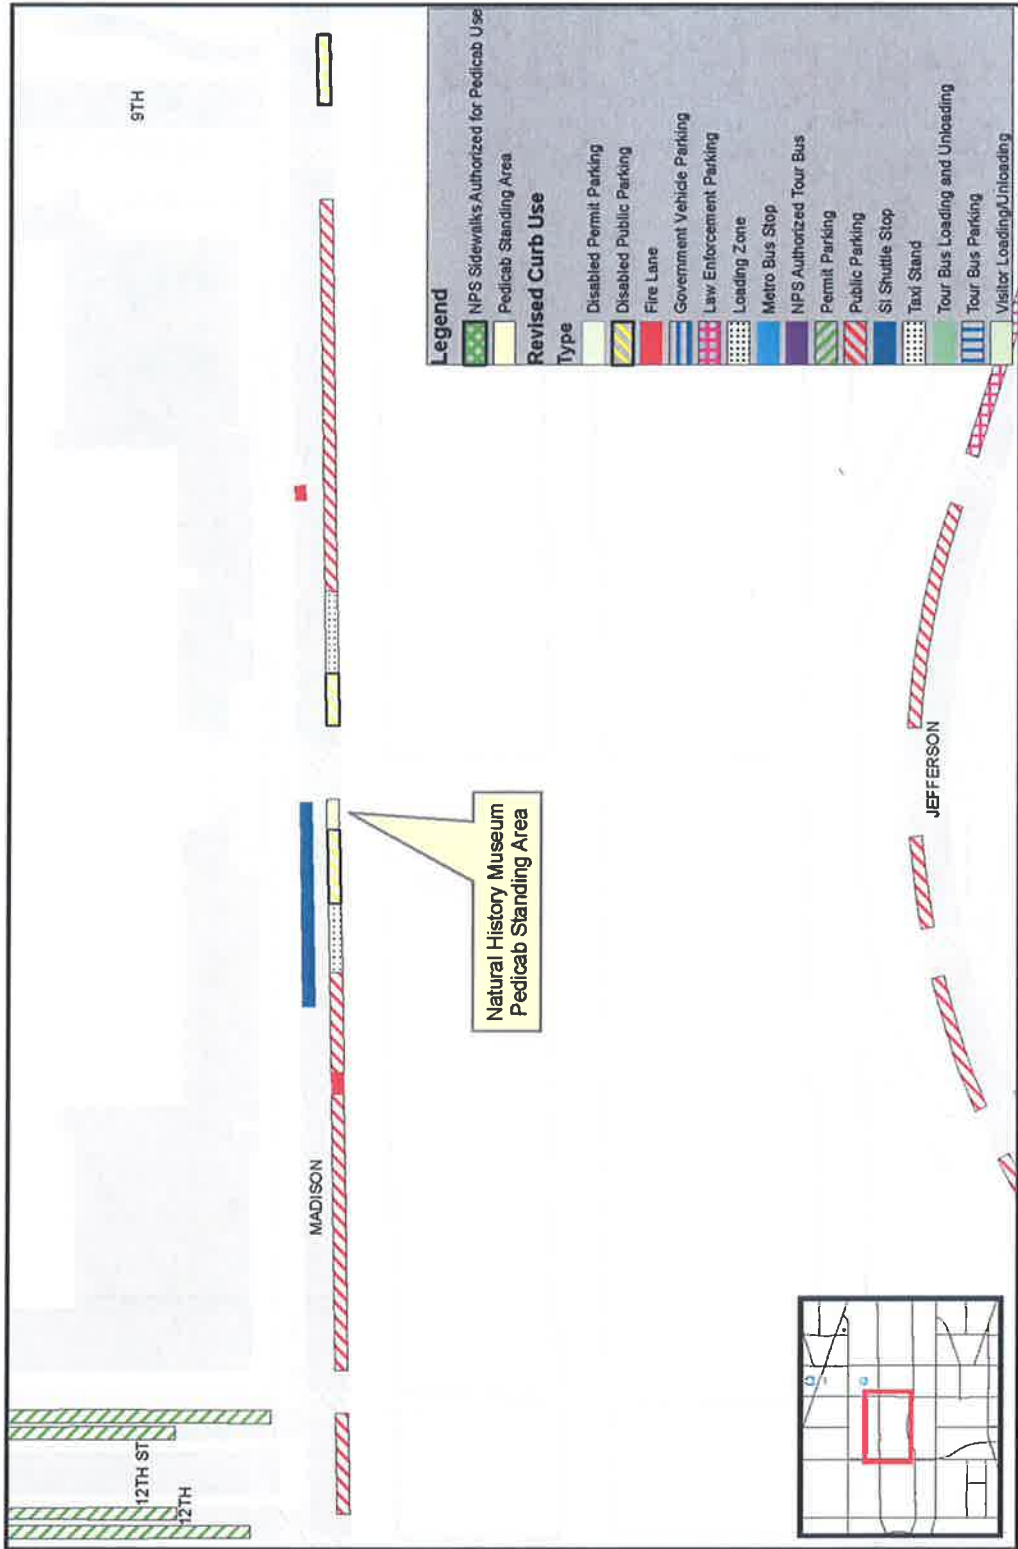 9TH
MADISON
12TH ST
12TH
Natural History Museum
Pedicab Standing Area
JEFFERSON
Legend
NPS Sidewalks Authorized for Pedicab Use
Pedicab Standing Area
Revised Curb Use
Type
Disabled Permit Parking
Disabled Public Parking
Fire Lane
Government Vehicle Parking
Law Enforcement Parking
Loading Zone
Metro Bus Stop
NPS Authorized Tour Bus
Permit Parking
Public Parking
SI Shuttle Stop
Taxi Stand
Tour Bus Loading and Unloading
Tour Bus Parking
Visitor Loading/Unloading